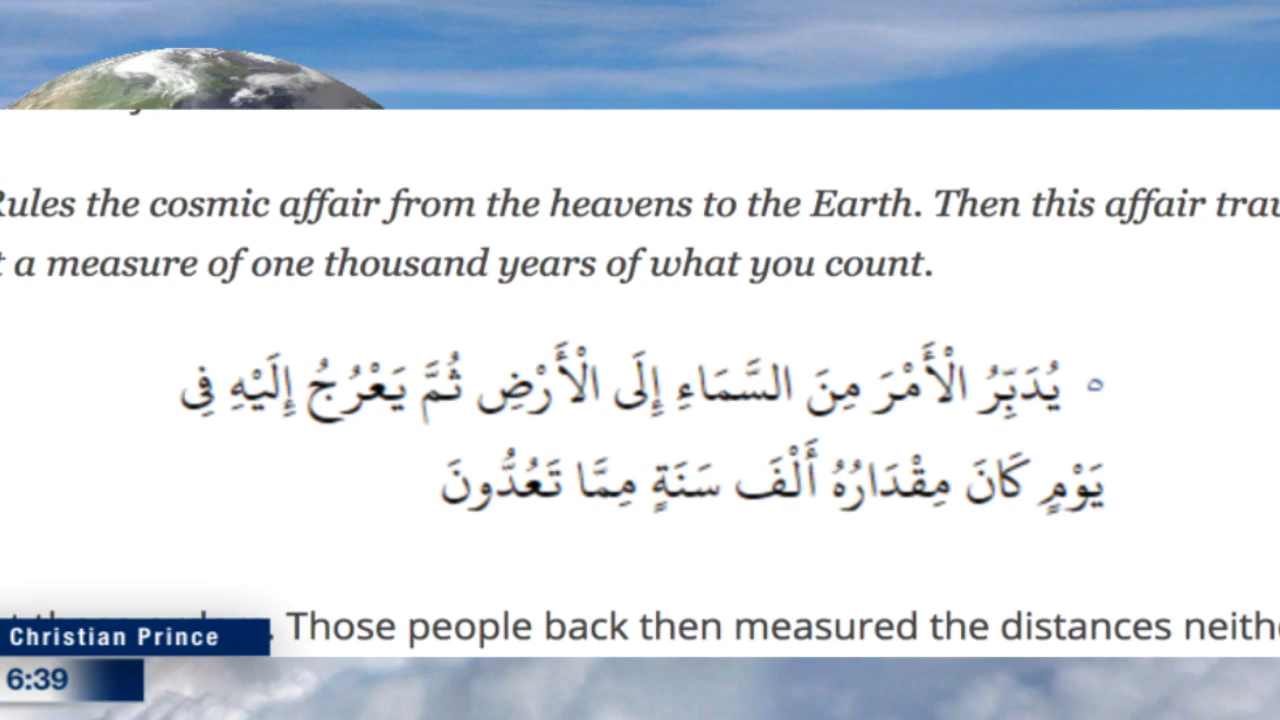 Rules the cosmic affair from the heavens to the Earth. Then this affair
a measure of one thousand years of what you count.
٥ يُدَبِّرُ الْأَمْرَ مِنَ السَّمَاءِ إِلَى الْأَرْضِ ثُمَّ يَعْرُجُ إِلَيْهِ فِى
يَوْمٍ كَانَ مِقْدَارُهُ أَلْفَ سَنَةٍ مِمَّا تَعُدُّونَ
. Those people back then measured the distances
Christian Prince
6:39